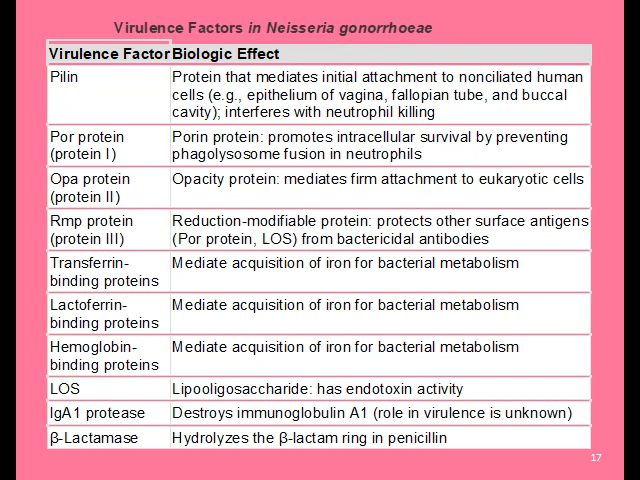 Virulence Factors in Neisseria gonorrhoeae
Virulence Factor Biologic Effect
Pilin Protein that mediates initial attachment to nonciliated human
cells (e.g., epithelium of vagina, fallopian tube, and buccal
cavity); interferes with neutrophil killing
Por protein Porin protein: promotes intracellular survival by preventing
(protein I) phagolysosome fusion in neutrophils
Opa protein Opacity protein: mediates firm attachment to eukaryotic cells
(protein II)
Rmp protein Reduction-modifiable protein: protects other surface antigens
(protein III) (Por protein, LOS) from bactericidal antibodies
Transferrin- Mediate acquisition of iron for bacterial metabolism
binding proteins
Lactoferrin- Mediate acquisition of iron for bacterial metabolism
binding proteins
Hemoglobin- Mediate acquisition of iron for bacterial metabolism
binding proteins
LOS Lipooligosaccharide: has endotoxin activity
IgA1 protease Destroys immunoglobulin A1 (role in virulence is unknown)
β-Lactamase Hydrolyzes the β-lactam ring in penicillin
17